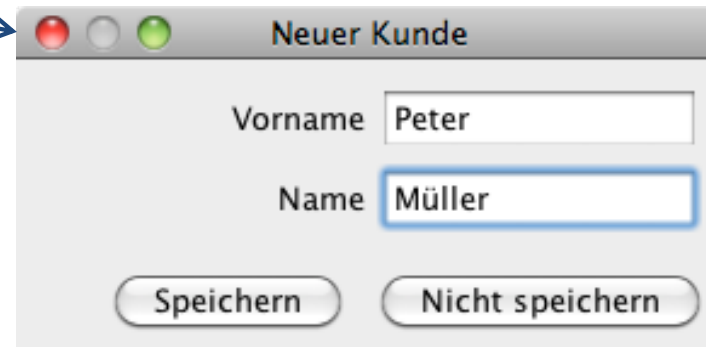 Neuer Kunde
Vorname Peter
Name Müller
Speichern Nicht speichern